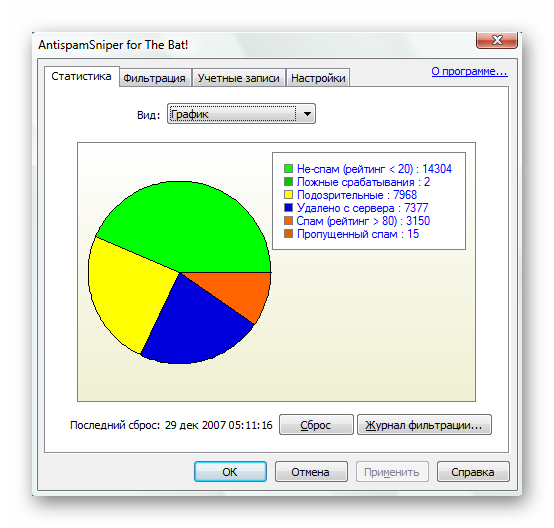 AntispamSniper for The Bat!
О программе...
Статистика Фильтрация Учетные записи Настройки
Вид: График
Не-спам (рейтинг < 20) : 14304
Ложные срабатывания : 2
Подозрительные : 7968
Удалено с сервера : 7377
Спам (рейтинг > 80) : 3150
Пропущенный спам : 15
Последний сброс: 29 дек 2007 05:11:16 Сброс Журнал фильтрации...
ОК Отмена Применить Справка